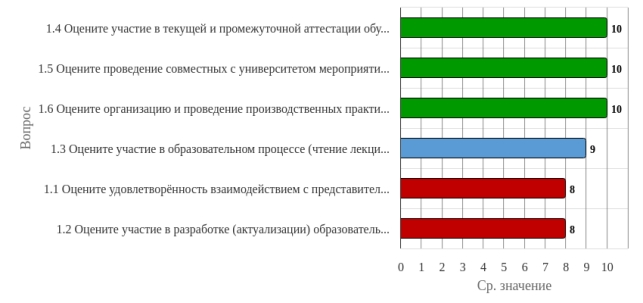 1.4 Оцените участие в текущей и промежуточной аттестации обу... 10
1.5 Оцените проведение совместных с университетом мероприяти... 10
1.6 Оцените организацию и проведение производственных практи... 10
1.3 Оцените участие в образовательном процессе (чтение лекци... 9
1.1 Оцените удовлетворённость взаимодействием с представител... 8
1.2 Оцените участие в разработке (актуализации) образователь... 8
Вопрос
0 1 2 3 4 5 6 7 8 9 10
Ср. значение